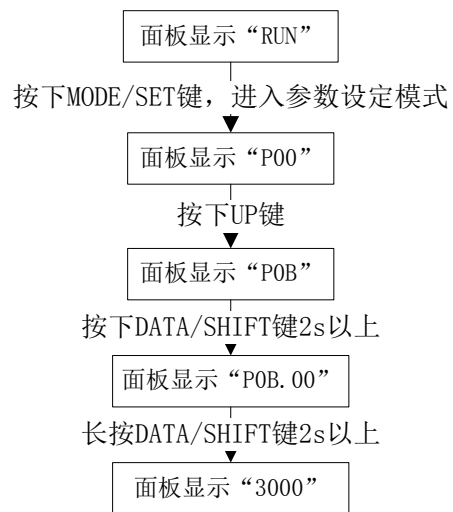 面板显示“RUN”
按下MODE/SET键，进入参数设定模式
面板显示“P00”
按下UP键
面板显示“P0B”
按下DATA/SHIFT键2s以上
面板显示“P0B.00”
长按DATA/SHIFT键2s以上
面板显示“3000”